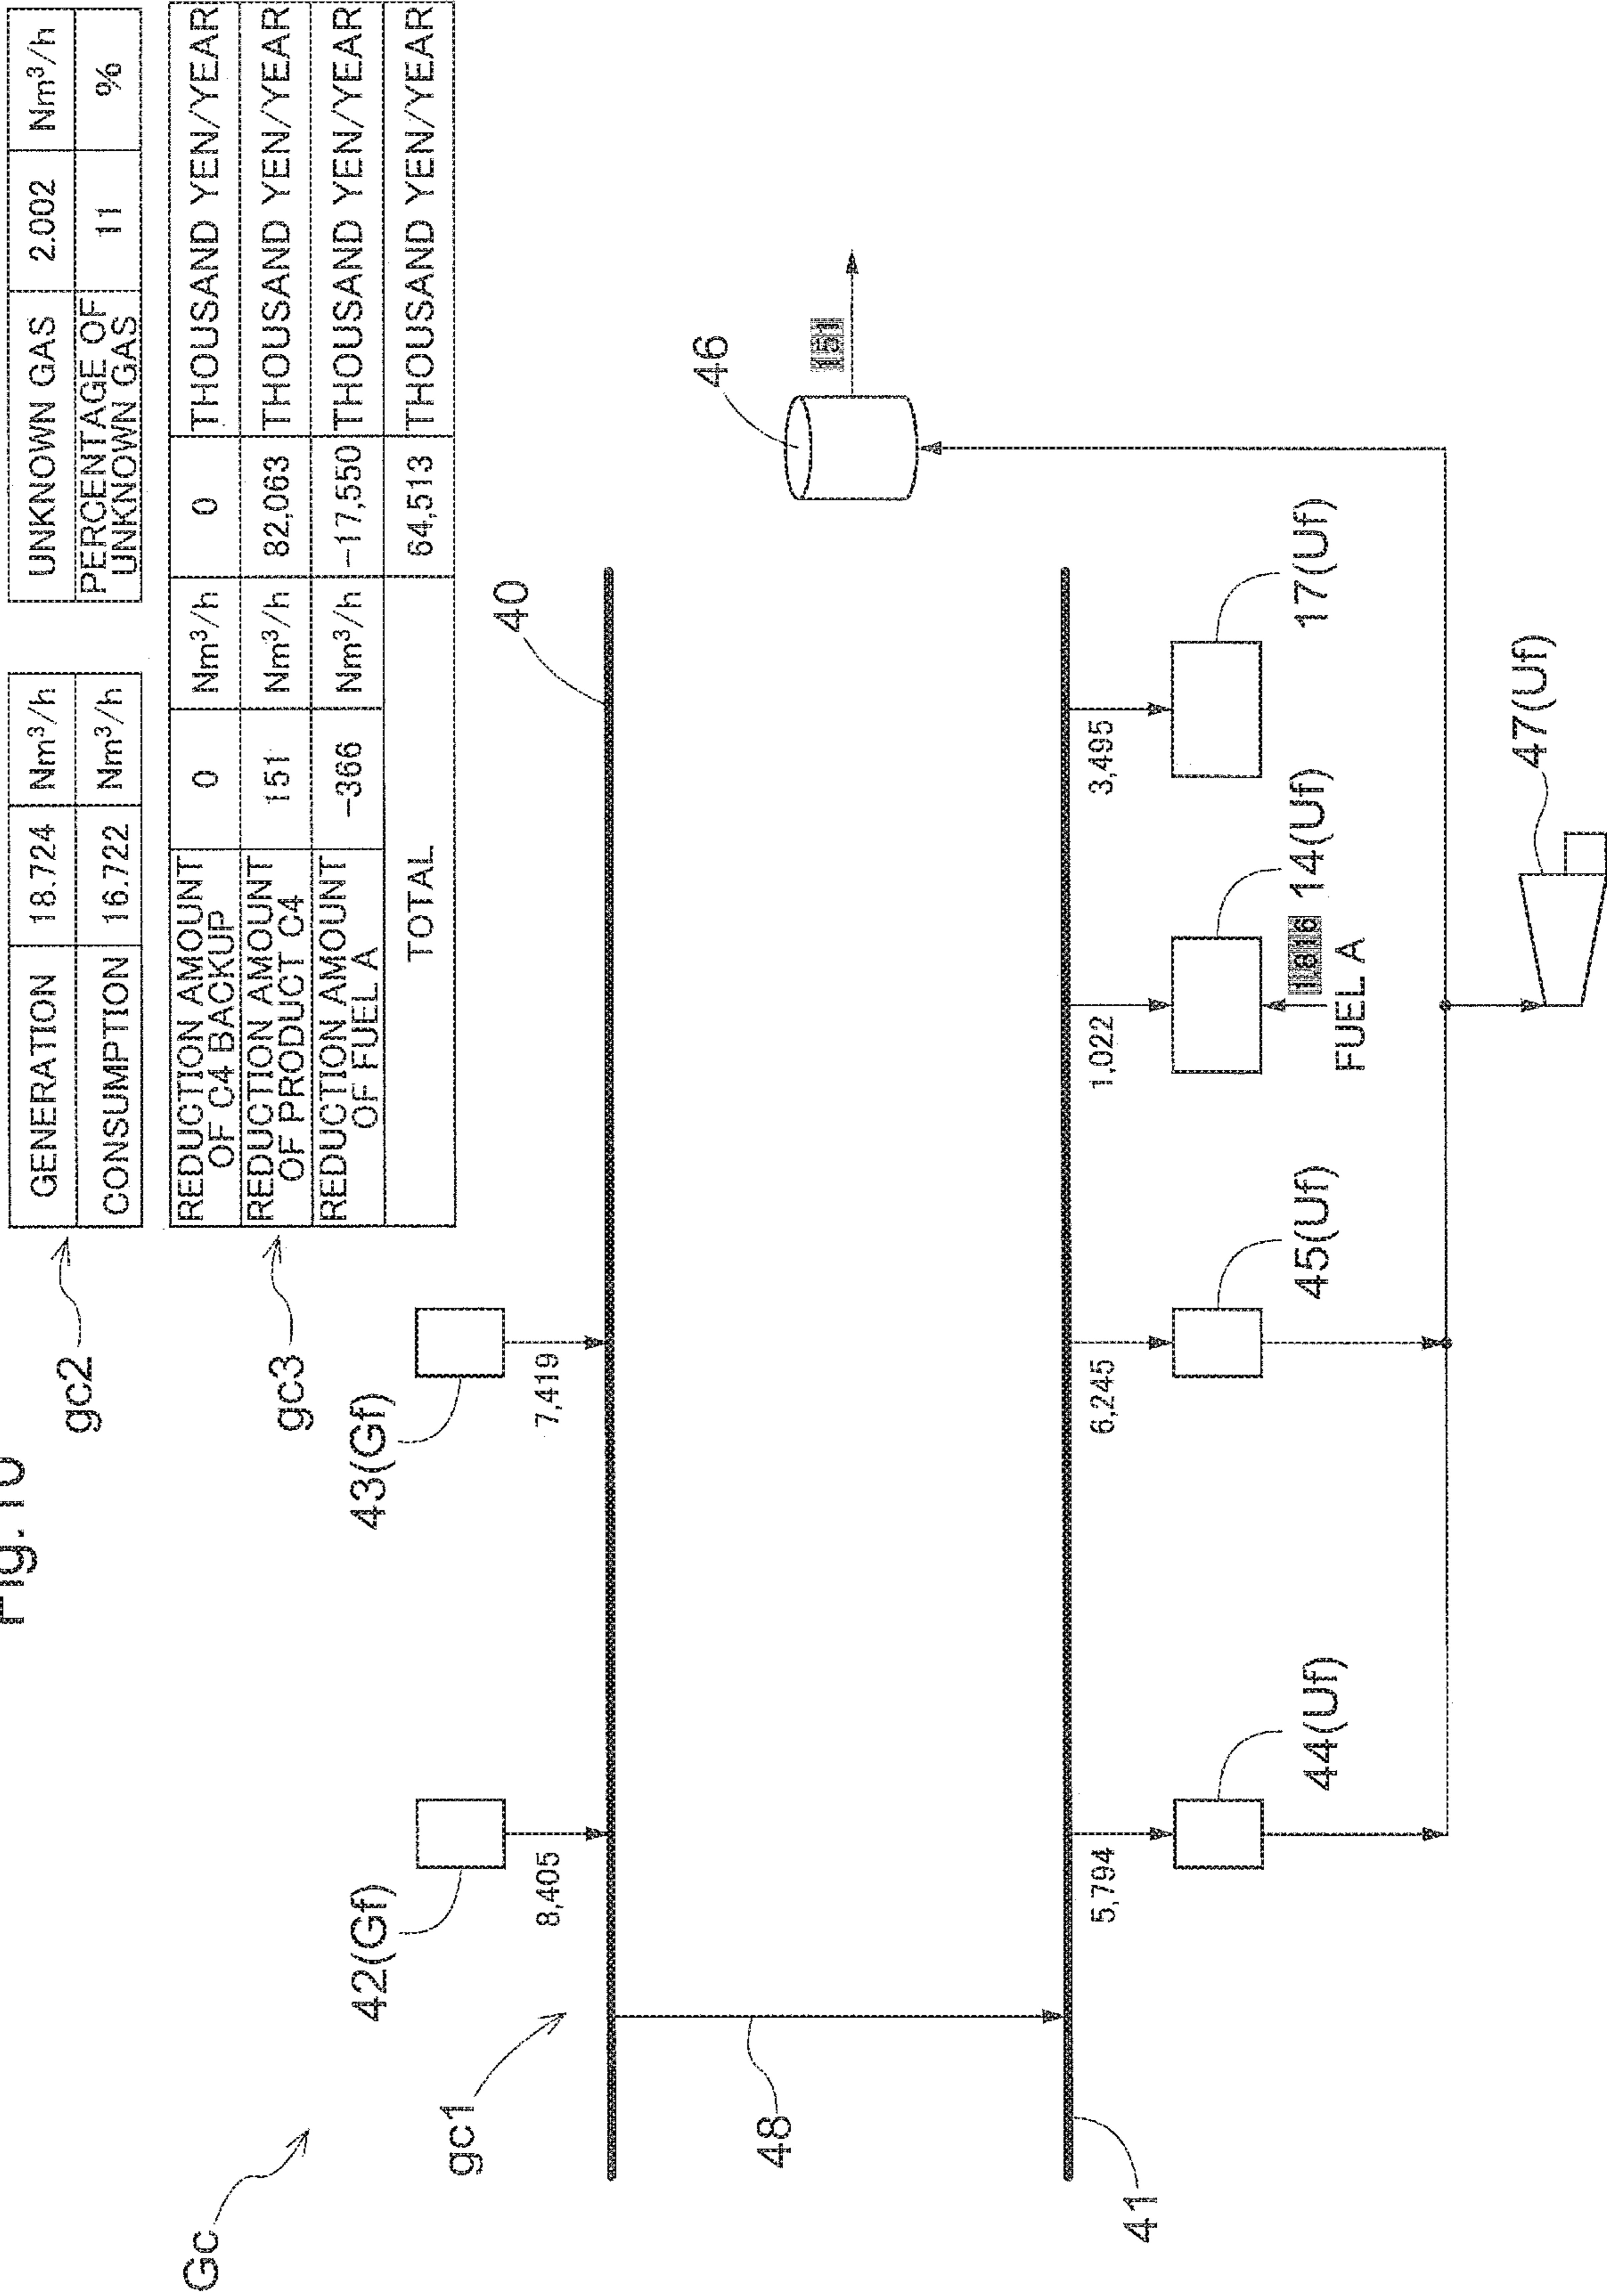 Fig. 10
Gc
gc2
GENERATION 18.724 Nm³/h
CONSUMPTION 16.722 Nm³/h
UNKNOWN GAS 2.002 Nm³/h
PERCENTAGE OF
UNKNOWN GAS 11 %
gc3
REDUCTION AMOUNT
OF C4 BACKUP 0 Nm³/h 0 THOUSAND YEN/YEAR
REDUCTION AMOUNT
OF PRODUCT C4 151 Nm³/h 82,063 THOUSAND YEN/YEAR
REDUCTION AMOUNT
OF FUEL A -366 Nm³/h -17,550 THOUSAND YEN/YEAR
TOTAL 64,513 THOUSAND YEN/YEAR
42(Gf)
43(Gf)
gc1
8,405
7,419
40
46
151
48
41
5,794
6,245
1,022
3,495
44(Uf)
45(Uf)
1,816
14(Uf)
17(Uf)
FUEL A
47(Uf)